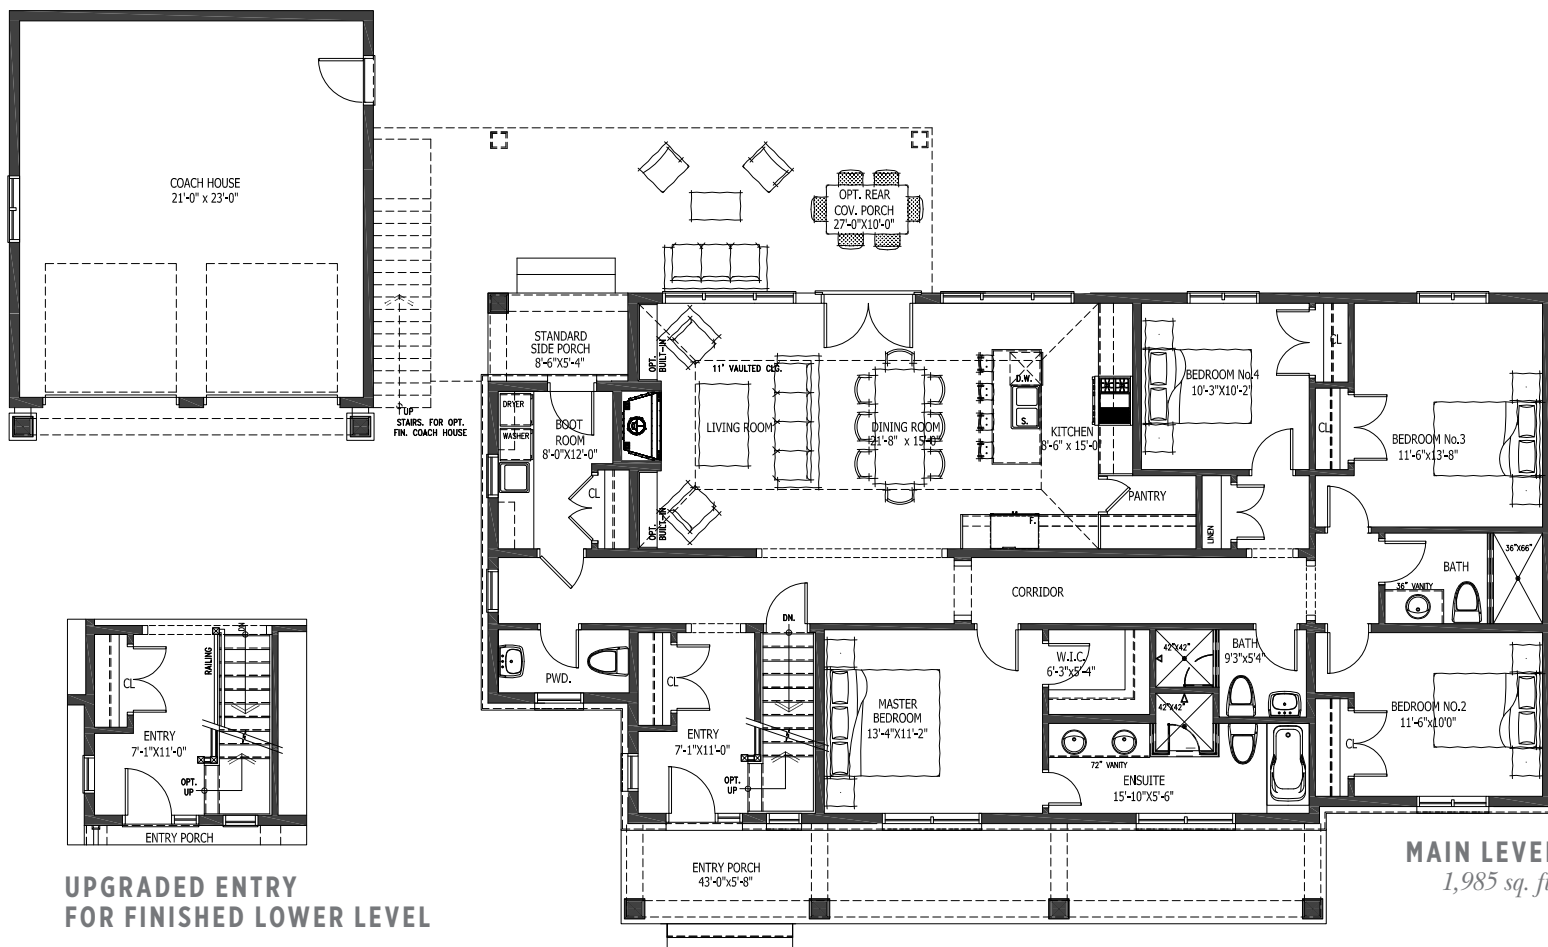 COACH HOUSE
21'-0" x 23'-0"
OPT. REAR
COV. PORCH
27'-0"X10'-0"
STANDARD
SIDE PORCH
8'-6"X5'-4"
UP
STAIRS. FOR OPT.
FIN. COACH HOUSE
DRYER
WASHER
BOOT
ROOM
8'-0"X12'-0"
CL
OPT.
BUILT-IN
OPT.
BUILT-IN
11' VAULTED CLG.
LIVING ROOM
DINING ROOM
21'-8" x 15'-0"
D.W.
S.
KITCHEN
8'-6" x 15'-0"
F.
PANTRY
LINEN
BEDROOM No.4
10'-3"X10'-2"
CL
CL
BEDROOM No.3
11'-6"x13'-8"
BATH
36"X66"
36" VANITY
CORRIDOR
DN.
PWD.
CL
ENTRY
7'-1"X11'-0"
OPT.
UP
MASTER
BEDROOM
13'-4"X11'-2"
W.I.C.
6'-3"x5'-4"
42"X42"
42"X42"
BATH
9'3"x5'4"
72" VANITY
ENSUITE
15'-10"X5'-6"
CL
BEDROOM NO.2
11'-6"x10'0"
ENTRY PORCH
43'-0"x5'-8"
CL
RAILING
DN
ENTRY
7'-1"X11'-0"
OPT.
UP
ENTRY PORCH
UPGRADED ENTRY
FOR FINISHED LOWER LEVEL
MAIN LEVEL
1,985 sq. ft